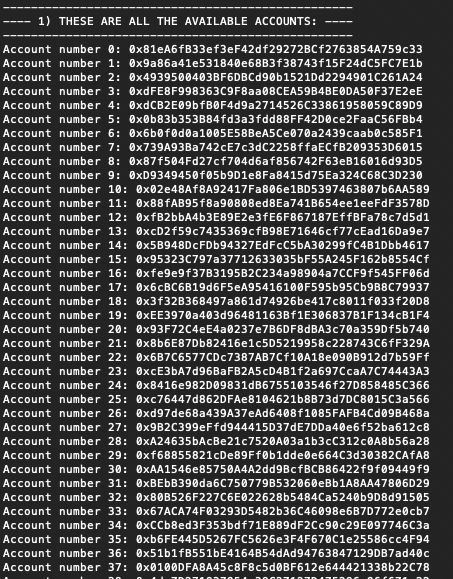 ---- 1) THESE ARE ALL THE AVAILABLE ACCOUNTS: ----
Account number 0: 0x81eA6fB33ef3eF42df29272BCf2763854A759c33
Account number 1: 0x9a86a41e531840e68B3f38743f15F24dC5FC7E1b
Account number 2: 0x4939500403BF6DBCd90b1521Dd2294901C261A24
Account number 3: 0xdFE8F998363C9F8aa08CEA59B4BE0DA50F37E2eE
Account number 4: 0xdCB2E09bfB0F4d9a2714526C33861958059C89D9
Account number 5: 0x0b83b353B84fd3a3fdd88FF42D0ce2FaaC56FBb4
Account number 6: 0x6b0f0d0a1005E58BeA5Ce070a2439caab0c585F1
Account number 7: 0x739A93Ba742cE7c3dC2258ffaECfB209353D6015
Account number 8: 0x87f504Fd27cf704d6af856742F63eB16016d93D5
Account number 9: 0xD9349450f05b9D1e8Fa8415d75Ea324C68C3D230
Account number 10: 0x02e48Af8A92417Fa806e1BD5397463807b6AA589
Account number 11: 0x88fAB95f8a90808ed8Ea741B654ee1eeFdF3578D
Account number 12: 0xfB2bbA4b3E89E2e3fE6F867187EffBFa78c7d5d1
Account number 13: 0xcD2f59c7435369cfB98E71646cf77cEad16Da9e7
Account number 14: 0x5B948DcFDb94327EdFcC5bA30299fC4B1Dbb4617
Account number 15: 0x95323C797a37712633035bF55A245F162b8554Cf
Account number 16: 0xfe9e9f37B3195B2C234a98904a7CCF9f545FF06d
Account number 17: 0x6cBC6B19d6F5eA95416100F595b95Cb9B8C79937
Account number 18: 0x3f32B368497a861d74926be417c8011f033f20D8
Account number 19: 0xEE3970a403d96481163Bf1E306837B1F134cB1F4
Account number 20: 0x93F72C4eE4a0237e7B6DF8dBA3c70a359Df5b740
Account number 21: 0x8b6E87Db82416e1c5D5219958c228743C6fF329A
Account number 22: 0x6B7C6577CDc7387AB7Cf10A18e090B912d7b59Ff
Account number 23: 0xcE3bA7d96BaFB2A5cD4B1f2a697CcaA7C74443A3
Account number 24: 0x8416e982D09831dB6755103546f27D858485C366
Account number 25: 0xc76447d862DFAe8104621b8B73d7DC8015C3a566
Account number 26: 0xd97de68a439A37eAd6408f1085FAFB4Cd09B468a
Account number 27: 0x9B2C399eFfd944415D37dE7DDa40e6f52ba612c8
Account number 28: 0xA24635bAcBe21c7520A03a1b3cC312c0A8b56a28
Account number 29: 0xf68855821cDe89Ff0b1dde0e664C3d30382CAfA8
Account number 30: 0xAA1546e85750A4A2dd9BcfBCB86422f9f09449f9
Account number 31: 0xBEbB390da6C750779B532060eBb1A8AA47806D29
Account number 32: 0x80B526F227C6E022628b5484Ca5240b9D8d91505
Account number 33: 0x67ACA74F03293D5482b36C46098e6B7D772e0cb7
Account number 34: 0xCCb8ed3F353bdf71E889dF2Cc90c29E097746C3a
Account number 35: 0xb6FE445D5267FC5626e3f4F670C1e25586cc4F94
Account number 36: 0x51b1fB551bE4164B54dAd94763847129DB7ad40c
Account number 37: 0x0100DFA8A45c8F8c5d0BF612e644421338b22C78